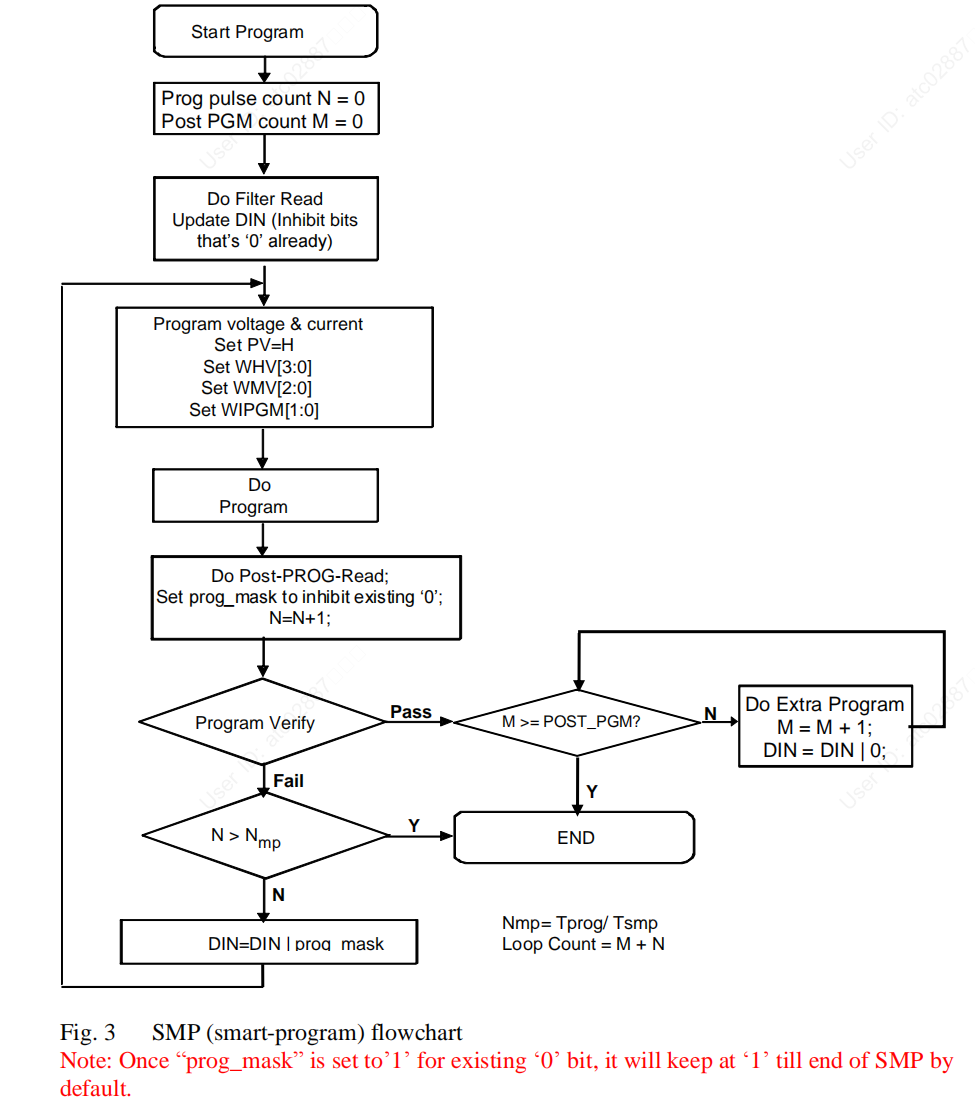 Start Program
Prog pulse count N = 0
Post PGM count M = 0
Do Filter Read
Update DIN (Inhibit bits
that's ‘0’ already)
Program voltage & current
Set PV=H
Set WHV[3:0]
Set WMV[2:0]
Set WIPGM[1:0]
Do
Program
Do Post-PROG-Read;
Set prog_mask to inhibit existing ‘0’;
N=N+1;
Program Verify
Pass
M >= POST_PGM?
N
Do Extra Program
M = M + 1;
DIN = DIN | 0;
Fail
Y
N > Nmp
Y
END
N
DIN=DIN | prog_mask
Nmp= Tprog/ Tsmp
Loop Count = M + N
Fig. 3 SMP (smart-program) flowchart
Note: Once “prog_mask” is set to’1’ for existing ‘0’ bit, it will keep at ‘1’ till end of SMP by
default.
User ID: atc02887
User ID: atc02887